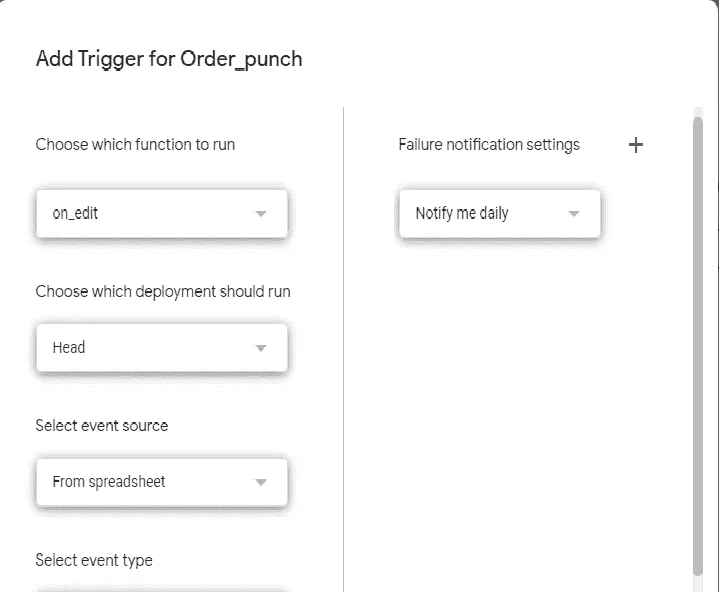 Add Trigger for Order_punch
Choose which function to run
on_edit
Choose which deployment should run
Head
Select event source
From spreadsheet
Select event type
Failure notification settings
Notify me daily